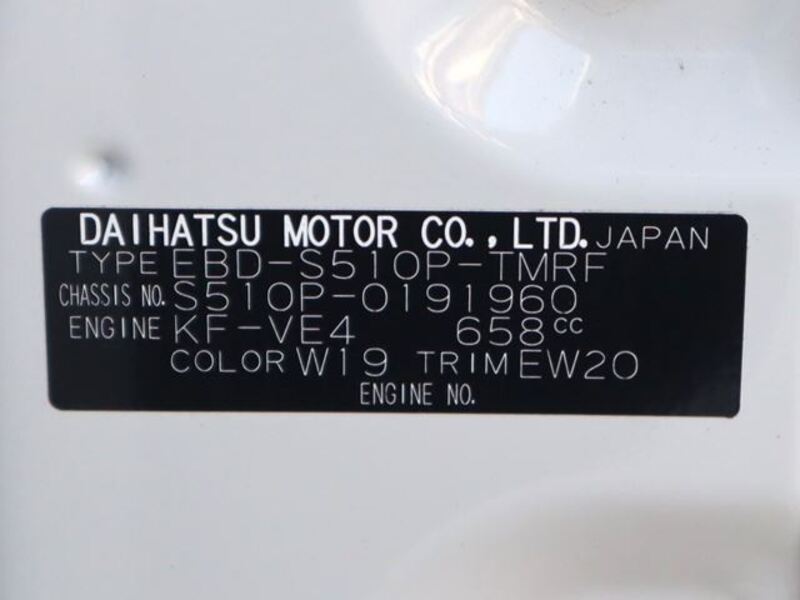 DAIHATSU MOTOR CO., LTD. JAPAN
TYPE EBD-S510P-TMRF
CHASSIS NO. S510P-0191960
ENGINE KF-VE4 658cc
COLOR W19 TRIM EW20
ENGINE NO.